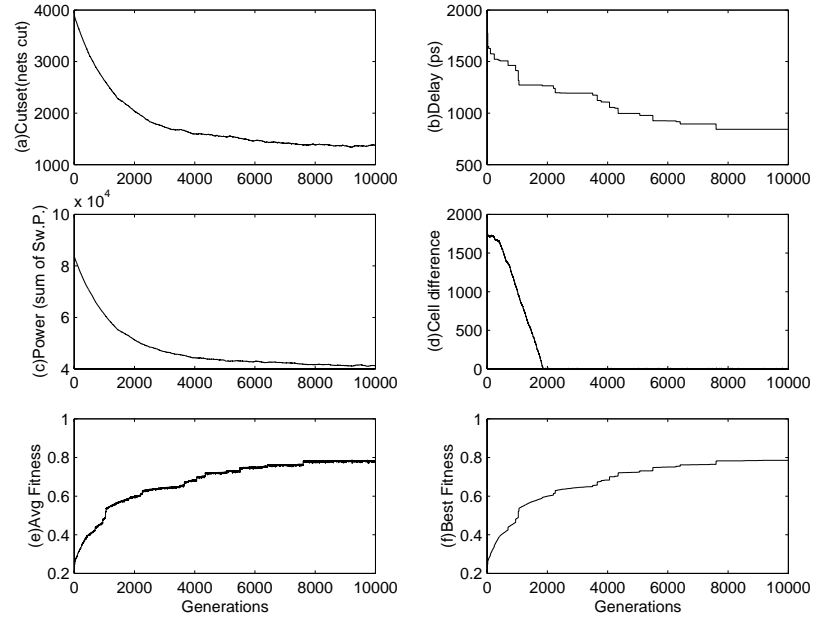 (a)Cutset(nets cut)
4000
3000
2000
1000
0 2000 4000 6000 8000 10000
(b)Delay (ps)
2000
1500
1000
500
0 2000 4000 6000 8000 10000
(c)Power (sum of Sw.P.)
x 10^4
10
8
6
4
0 2000 4000 6000 8000 10000
(d)Cell difference
2000
1500
1000
500
0
0 2000 4000 6000 8000 10000
(e)Avg Fitness
1
0.8
0.6
0.4
0.2
0 2000 4000 6000 8000 10000
Generations
(f)Best Fitness
1
0.8
0.6
0.4
0.2
0 2000 4000 6000 8000 10000
Generations